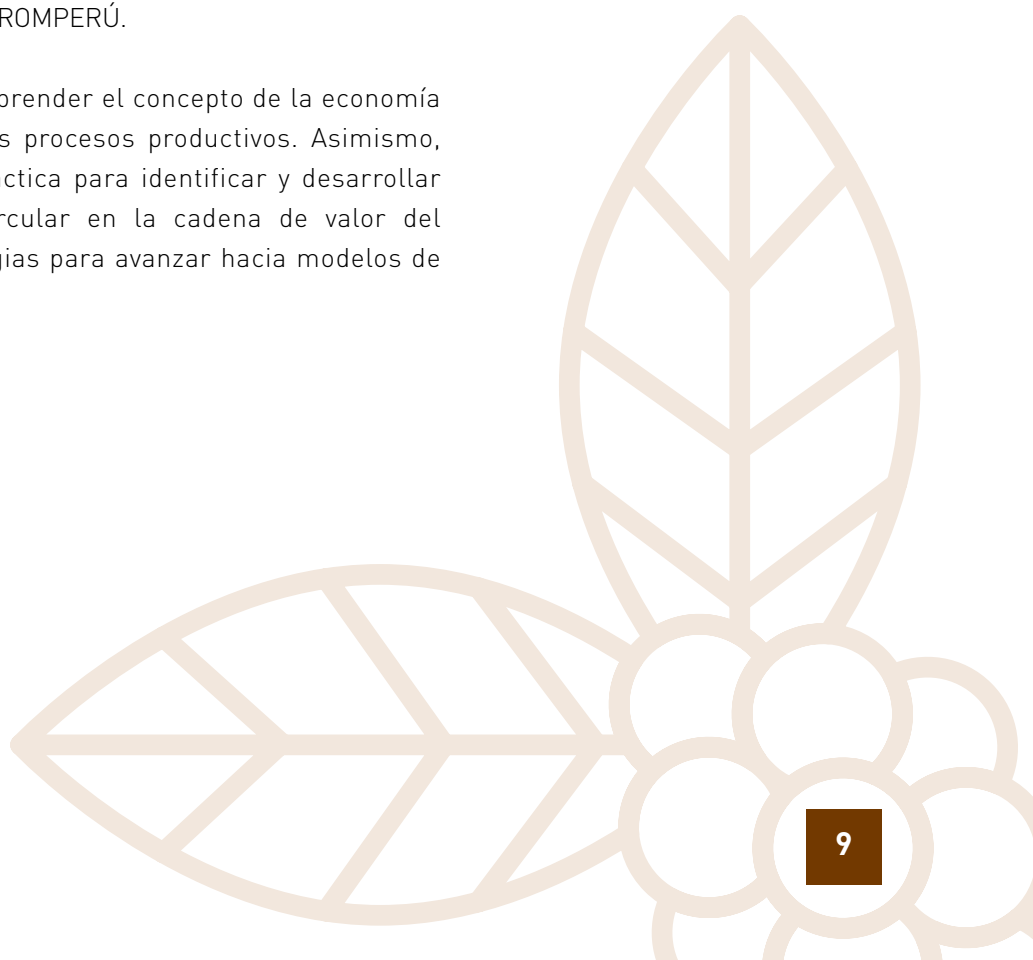 ROMPERÚ.
prender el concepto de la economía
s procesos productivos. Asimismo,
áctica para identificar y desarrollar
rcular en la cadena de valor del
gias para avanzar hacia modelos de
9